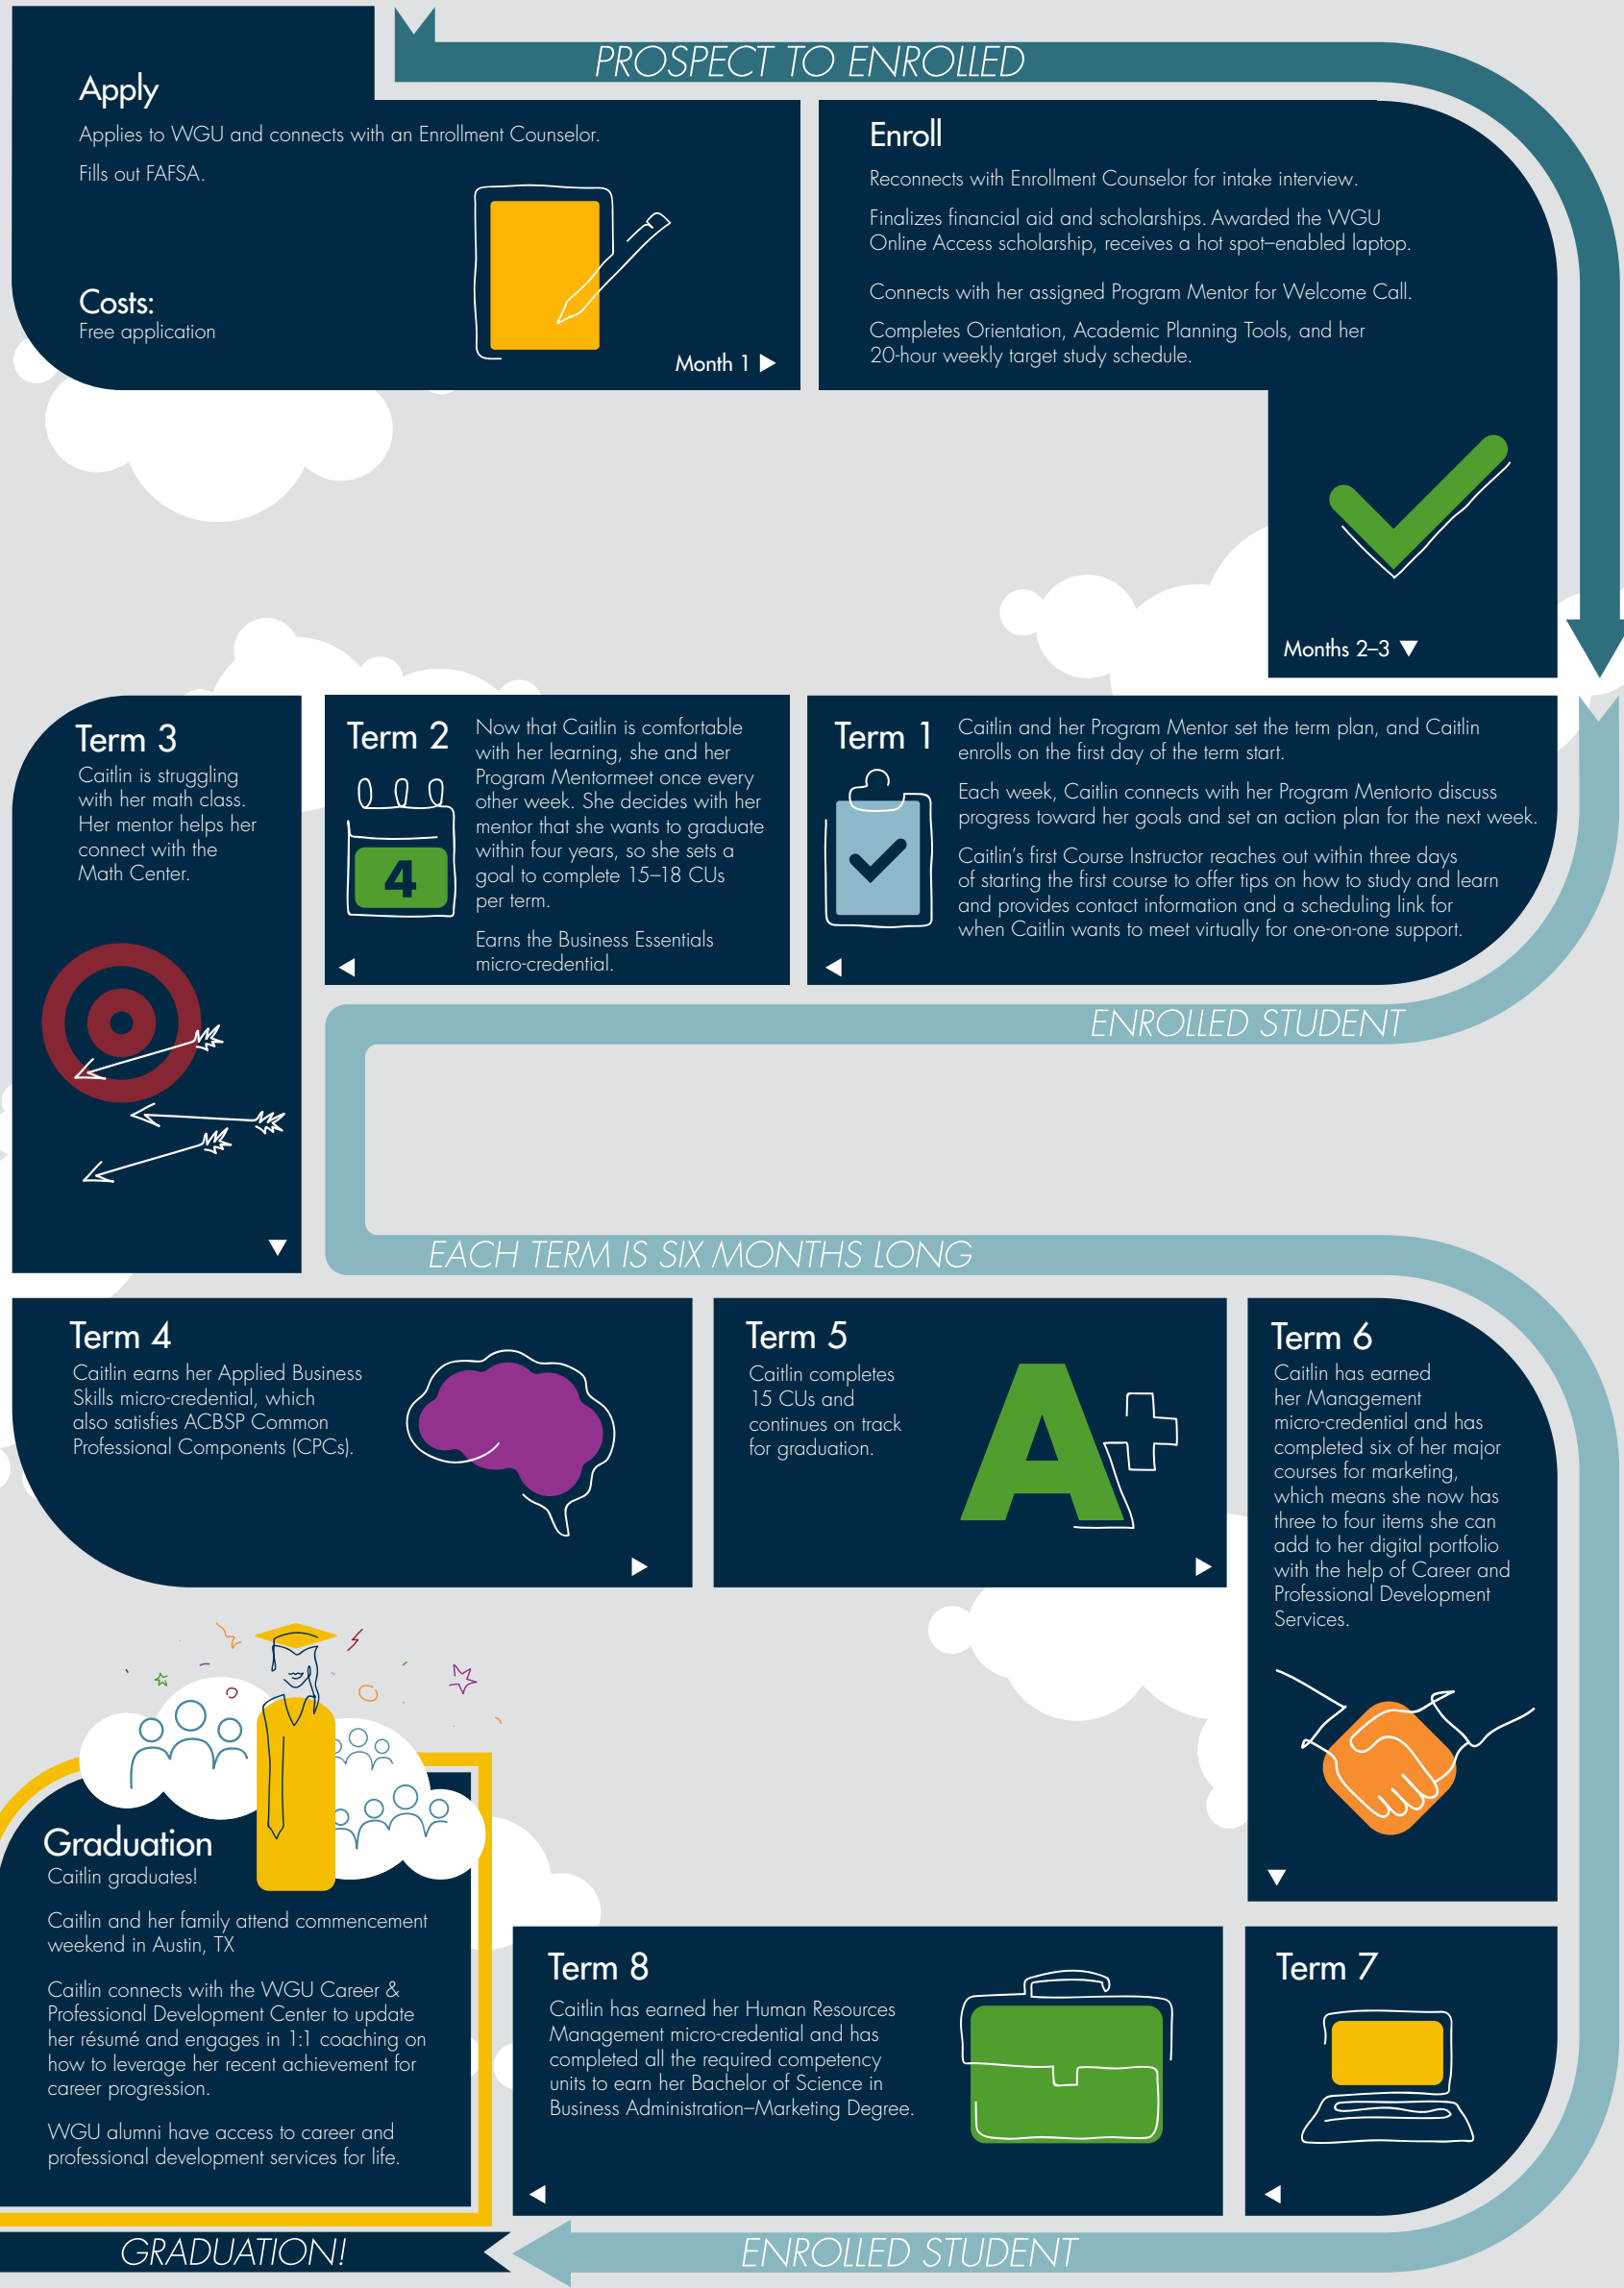 PROSPECT TO ENROLLED
Apply
Applies to WGU and connects with an Enrollment Counselor.
Fills out FAFSA.
Costs:
Free application
Month 1
Enroll
Reconnects with Enrollment Counselor for intake interview.
Finalizes financial aid and scholarships. Awarded the WGU
Online Access scholarship, receives a hot spot–enabled laptop.
Connects with her assigned Program Mentor for Welcome Call.
Completes Orientation, Academic Planning Tools, and her
20-hour weekly target study schedule.
Months 2–3
Term 1
Caitlin and her Program Mentor set the term plan, and Caitlin
enrolls on the first day of the term start.
Each week, Caitlin connects with her Program Mentorto discuss
progress toward her goals and set an action plan for the next week.
Caitlin's first Course Instructor reaches out within three days
of starting the first course to offer tips on how to study and learn
and provides contact information and a scheduling link for
when Caitlin wants to meet virtually for one-on-one support.
Term 2
4
Now that Caitlin is comfortable
with her learning, she and her
Program Mentormeet once every
other week. She decides with her
mentor that she wants to graduate
within four years, so she sets a
goal to complete 15–18 CUs
per term.
Earns the Business Essentials
micro-credential.
Term 3
Caitlin is struggling
with her math class.
Her mentor helps her
connect with the
Math Center.
ENROLLED STUDENT
EACH TERM IS SIX MONTHS LONG
Term 4
Caitlin earns her Applied Business
Skills micro-credential, which
also satisfies ACBSP Common
Professional Components (CPCs).
Term 5
Caitlin completes
15 CUs and
continues on track
for graduation.
A+
Term 6
Caitlin has earned
her Management
micro-credential and has
completed six of her major
courses for marketing,
which means she now has
three to four items she can
add to her digital portfolio
with the help of Career and
Professional Development
Services.
Term 7
Term 8
Caitlin has earned her Human Resources
Management micro-credential and has
completed all the required competency
units to earn her Bachelor of Science in
Business Administration–Marketing Degree.
Graduation
Caitlin graduates!
Caitlin and her family attend commencement
weekend in Austin, TX
Caitlin connects with the WGU Career &
Professional Development Center to update
her résumé and engages in 1:1 coaching on
how to leverage her recent achievement for
career progression.
WGU alumni have access to career and
professional development services for life.
GRADUATION!
ENROLLED STUDENT